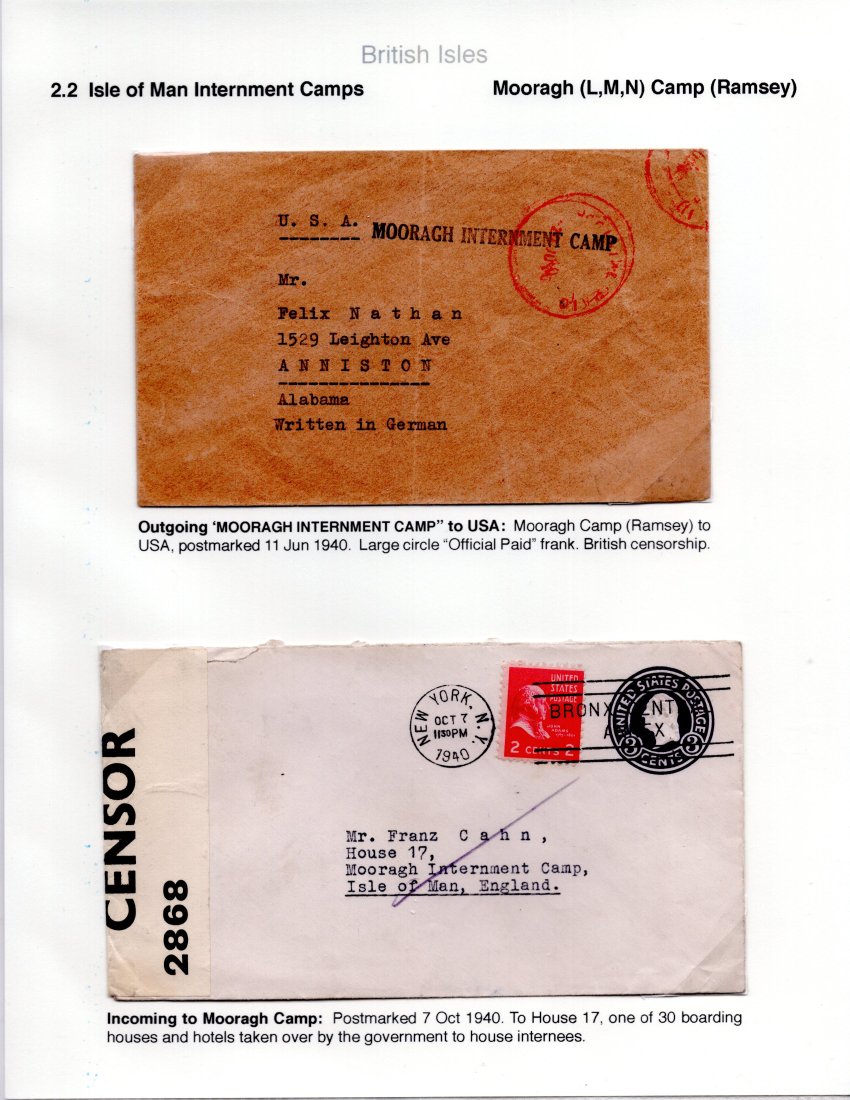 British Isles
2.2 Isle of Man Internment Camps
Mooragh (L,M,N) Camp (Ramsey)
U. S. A.
MOORAGH INTERNMENT CAMP
Mr.
Felix N a t h a n
1529 Leighton Ave
A N N I S T O N
Alabama
Written in German
Outgoing ‘MOORAGH INTERNMENT CAMP” to USA: Mooragh Camp (Ramsey) to
USA, postmarked 11 Jun 1940. Large circle “Official Paid” frank. British censorship.
CENSOR
2868
NEW YORK, N.Y.
OCT 7
1130PM
1940
UNITED
STATES
POSTAGE
JOHN
ADAMS
2 CENTS 2
BRONX
UNITED STATES POSTAGE
3 CENTS 3
Mr. Franz C a h n ,
House 17,
Mooragh Internment Camp,
Isle of Man, England.
Incoming to Mooragh Camp: Postmarked 7 Oct 1940. To House 17, one of 30 boarding
houses and hotels taken over by the government to house internees.